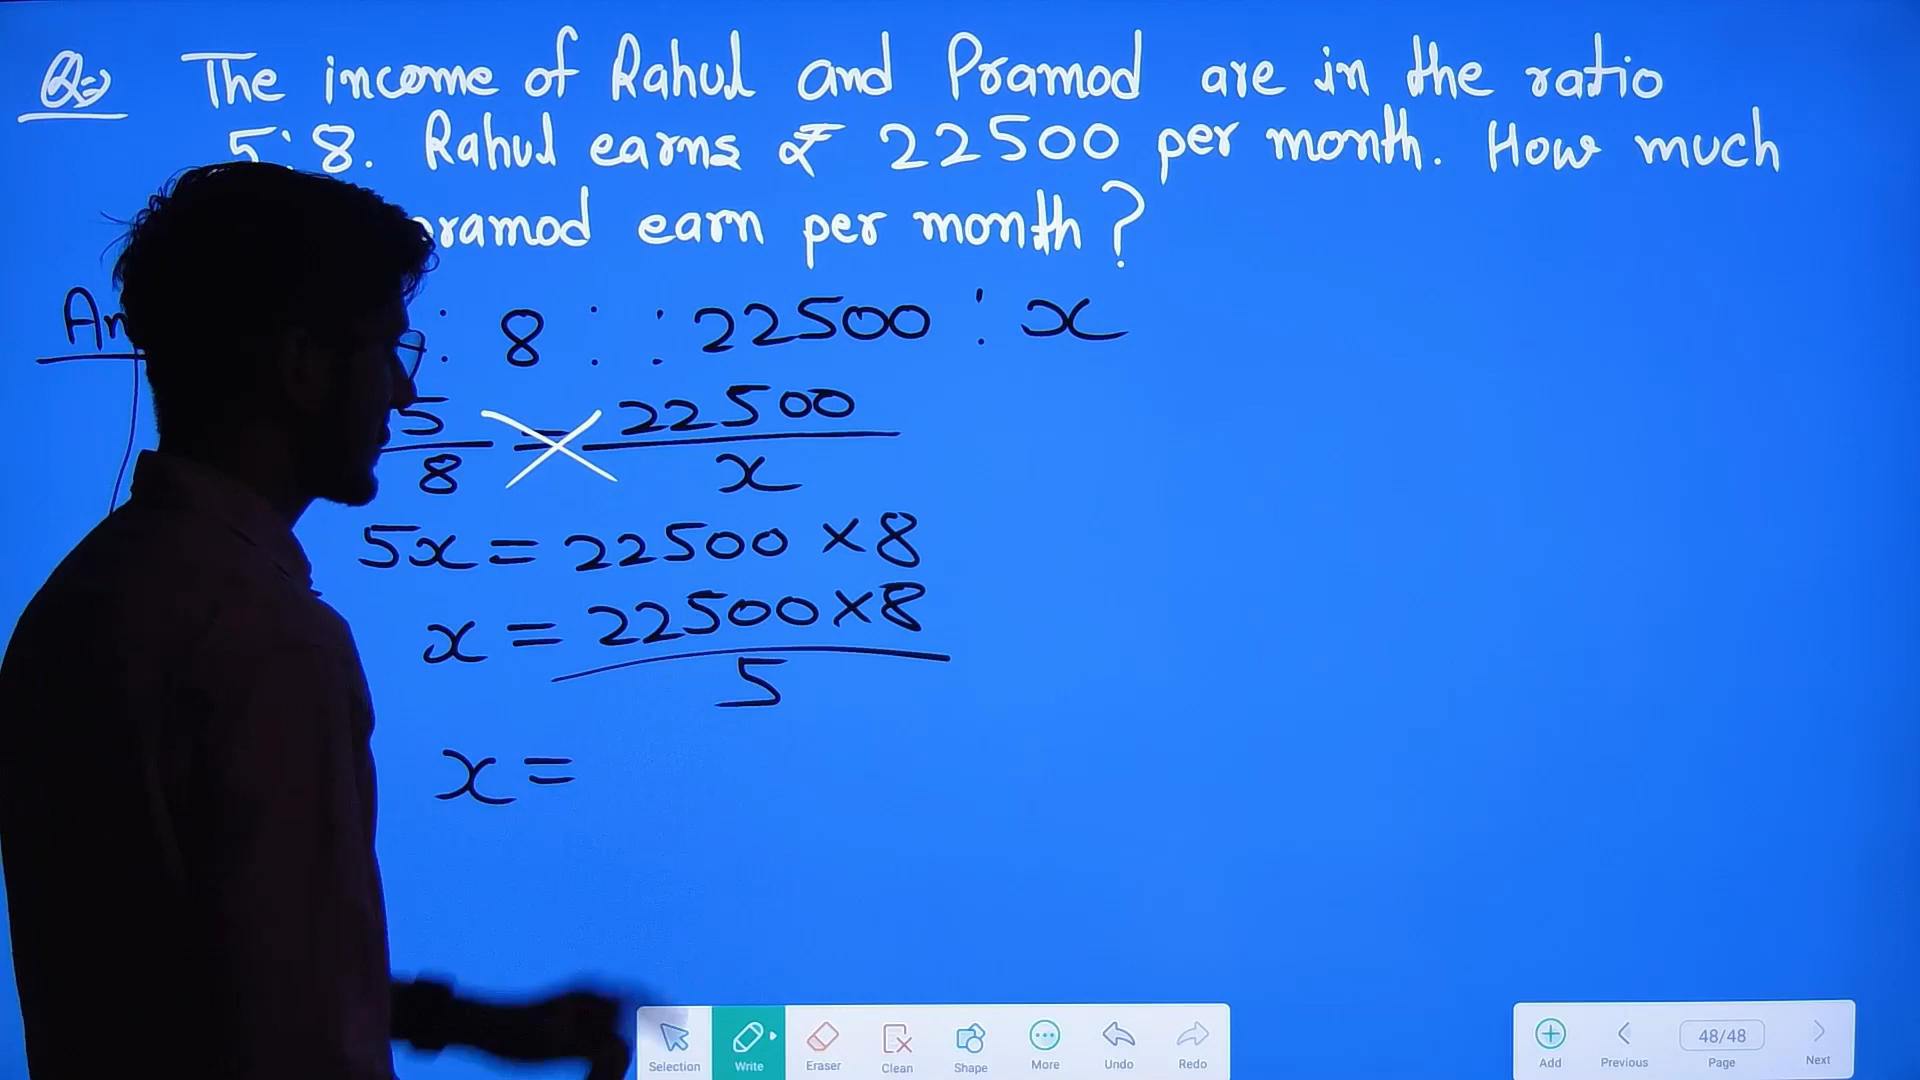 Q⇒ The income of Rahul and Pramod are in the ratio
5:8. Rahul earns ₹ 22500 per month. How much
ramod earn per month?
An : 8 : : 22500 : x
5/8 = 22500/x
5x = 22500 × 8
x = 22500×8/5
x =
Selection Write Eraser Clean Shape More Undo Redo
Add Previous 48/48 Page Next